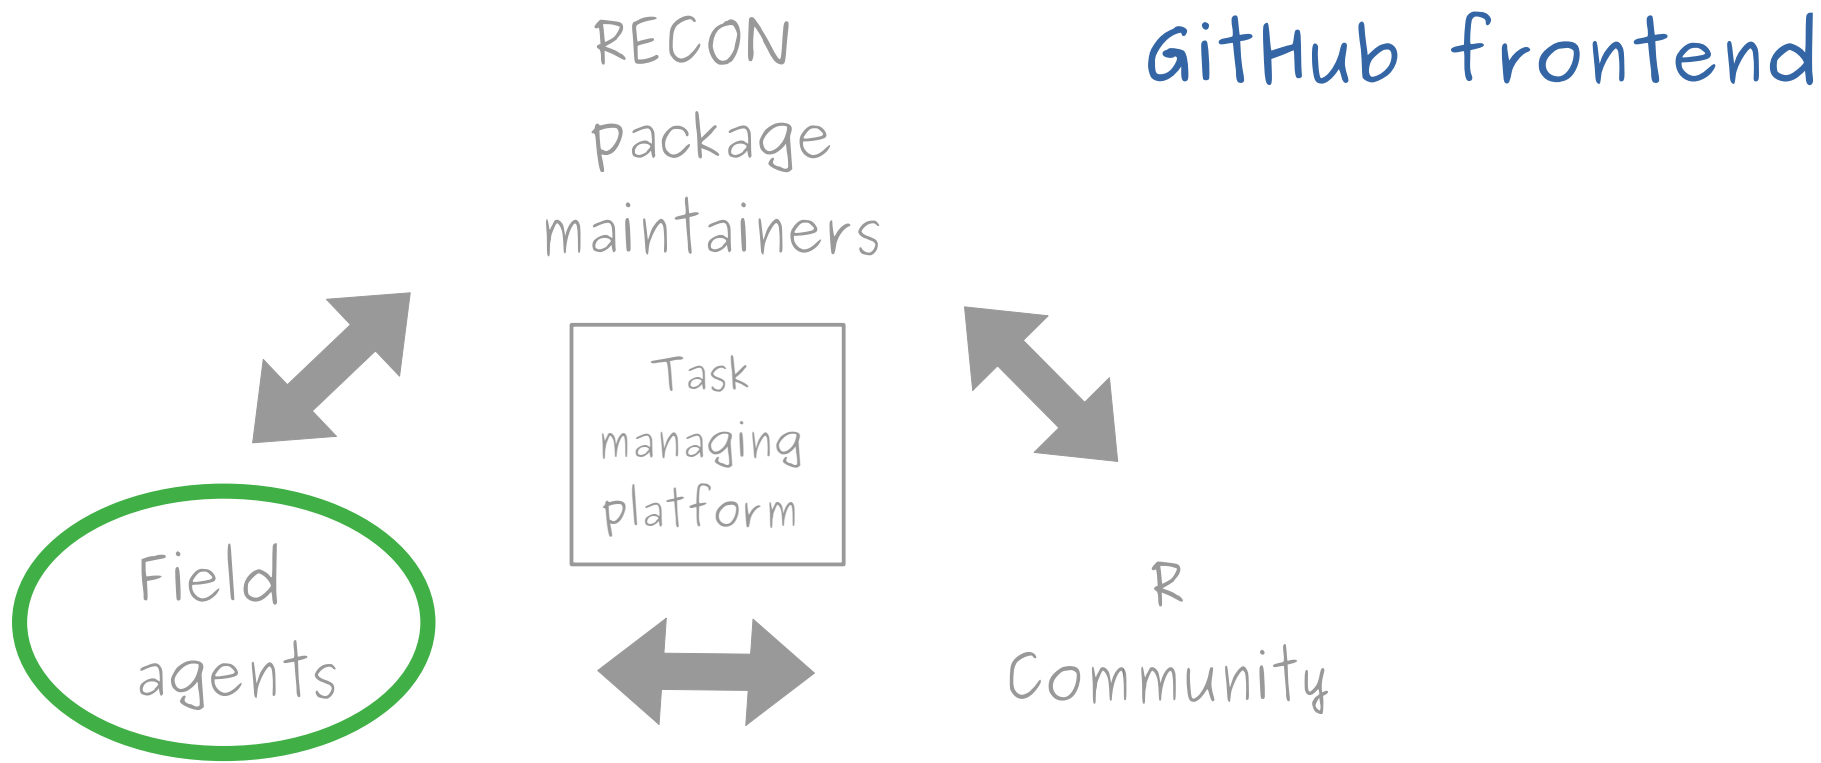 RECON
package
maintainers
GitHub frontend
Task
managing
platform
Field
agents
R
Community